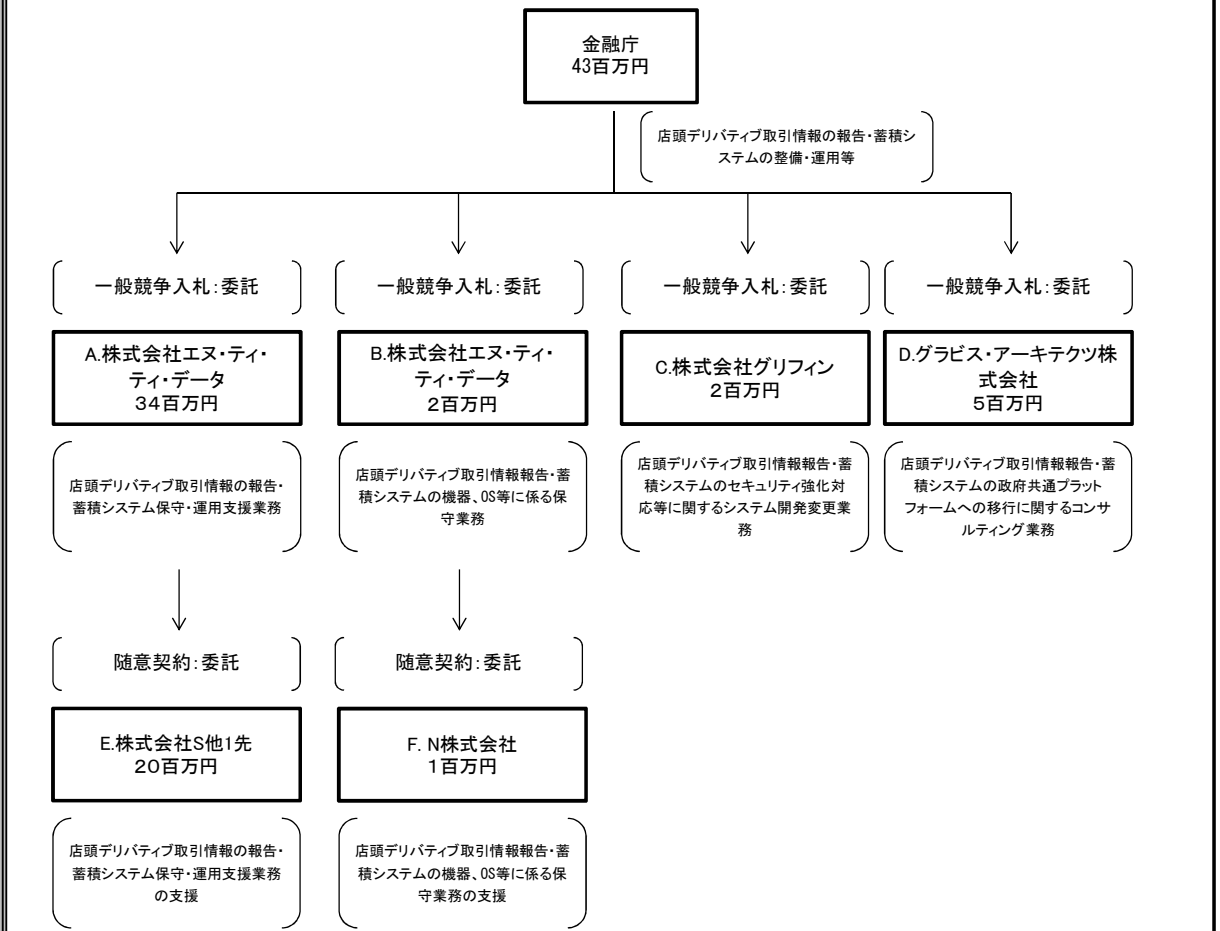 金融庁
43百万円
店頭デリバティブ取引情報の報告・蓄積シ
ステムの整備・運用等
一般競争入札：委託
一般競争入札：委託
一般競争入札：委託
一般競争入札：委託
A.株式会社エヌ・ティ・
ティ・データ
３４百万円
B.株式会社エヌ・ティ・
ティ・データ
２百万円
C.株式会社グリフィン
２百万円
D.グラビス・アーキテクツ株
式会社
５百万円
店頭デリバティブ取引情報の報告・
蓄積システム保守・運用支援業務
店頭デリバティブ取引情報報告・蓄
積システムの機器、OS等に係る保
守業務
店頭デリバティブ取引情報報告・蓄
積システムのセキュリティ強化対
応等に関するシステム開発変更業
務
店頭デリバティブ取引情報報告・蓄
積システムの政府共通プラット
フォームへの移行に関するコンサ
ルティング業務
随意契約：委託
随意契約：委託
E.株式会社S他1先
２０百万円
F. N株式会社
１百万円
店頭デリバティブ取引情報の報告・
蓄積システム保守・運用支援業務
の支援
店頭デリバティブ取引情報報告・蓄
積システムの機器、OS等に係る保
守業務の支援